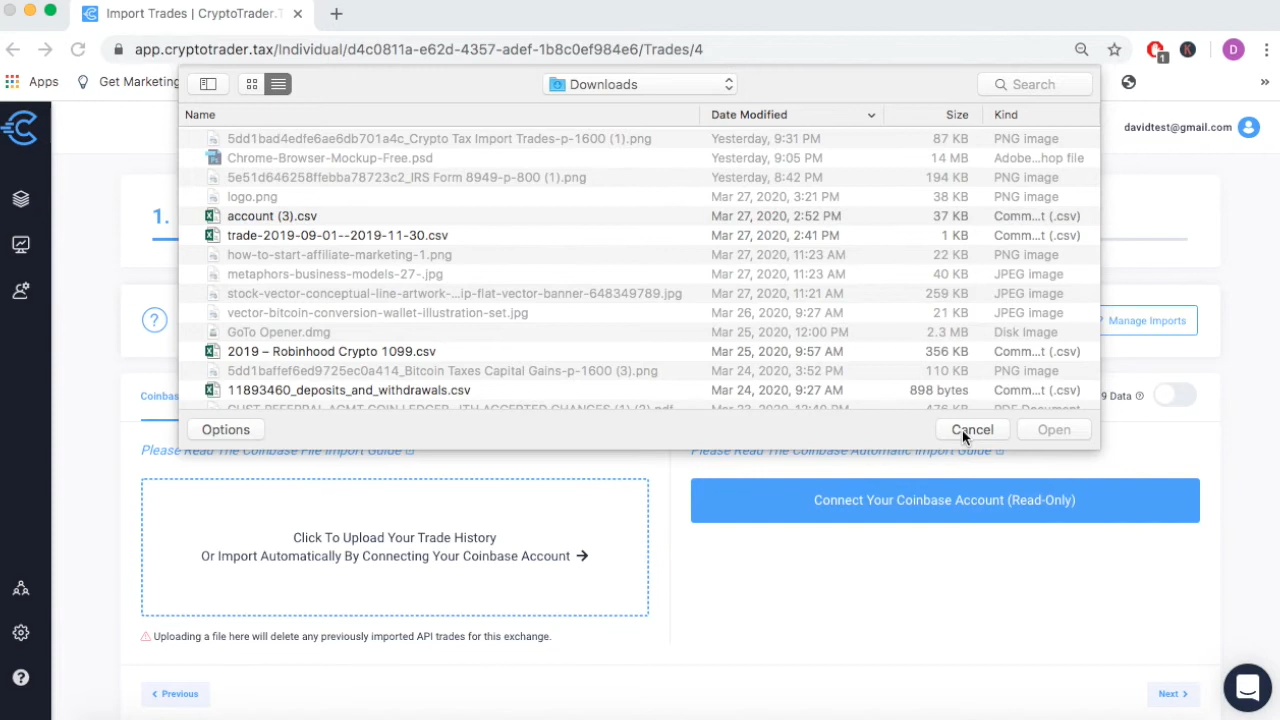 Import Trades | CryptoTrader.T
app.cryptotrader.tax/Individual/d4c0811a-e62d-4357-adef-1b8c0ef984e6/Trades/4
1
K
D
Apps
Get Marketing
»
Downloads
Search
Name
Date Modified
Size
Kind
5dd1bad4edfe6ae6db701a4c_Crypto Tax Import Trades-p-1600 (1).png Yesterday, 9:31 PM 87 KB PNG image
Chrome-Browser-Mockup-Free.psd Yesterday, 9:05 PM 14 MB Adobe...hop file
5e51d646258ffebba78723c2_IRS Form 8949-p-800 (1).png Yesterday, 8:42 PM 194 KB PNG image
logo.png Mar 27, 2020, 3:21 PM 38 KB PNG image
account (3).csv Mar 27, 2020, 2:52 PM 37 KB Comm...t (.csv)
trade-2019-09-01--2019-11-30.csv Mar 27, 2020, 2:41 PM 1 KB Comm...t (.csv)
how-to-start-affiliate-marketing-1.png Mar 27, 2020, 11:23 AM 22 KB PNG image
metaphors-business-models-27-.jpg Mar 27, 2020, 11:23 AM 40 KB JPEG image
stock-vector-conceptual-line-artwork-...ip-flat-vector-banner-648349789.jpg Mar 27, 2020, 11:21 AM 259 KB JPEG image
vector-bitcoin-conversion-wallet-illustration-set.jpg Mar 26, 2020, 9:27 AM 21 KB JPEG image
GoTo Opener.dmg Mar 25, 2020, 12:00 PM 2.3 MB Disk Image
2019 – Robinhood Crypto 1099.csv Mar 25, 2020, 9:57 AM 356 KB Comm...t (.csv)
5dd1baffef6ed9725ec0a414_Bitcoin Taxes Capital Gains-p-1600 (3).png Mar 24, 2020, 3:52 PM 110 KB PNG image
11893460_deposits_and_withdrawals.csv Mar 24, 2020, 9:27 AM 898 bytes Comm...t (.csv)
Options
Cancel
Open
davidtest@gmail.com
1.
?
Manage Imports
Coinbas
9 Data
Please Read The Coinbase File Import Guide
Please Read The Coinbase Automatic Import Guide
Click To Upload Your Trade History
Or Import Automatically By Connecting Your Coinbase Account →
Connect Your Coinbase Account (Read-Only)
Uploading a file here will delete any previously imported API trades for this exchange.
Previous
Next